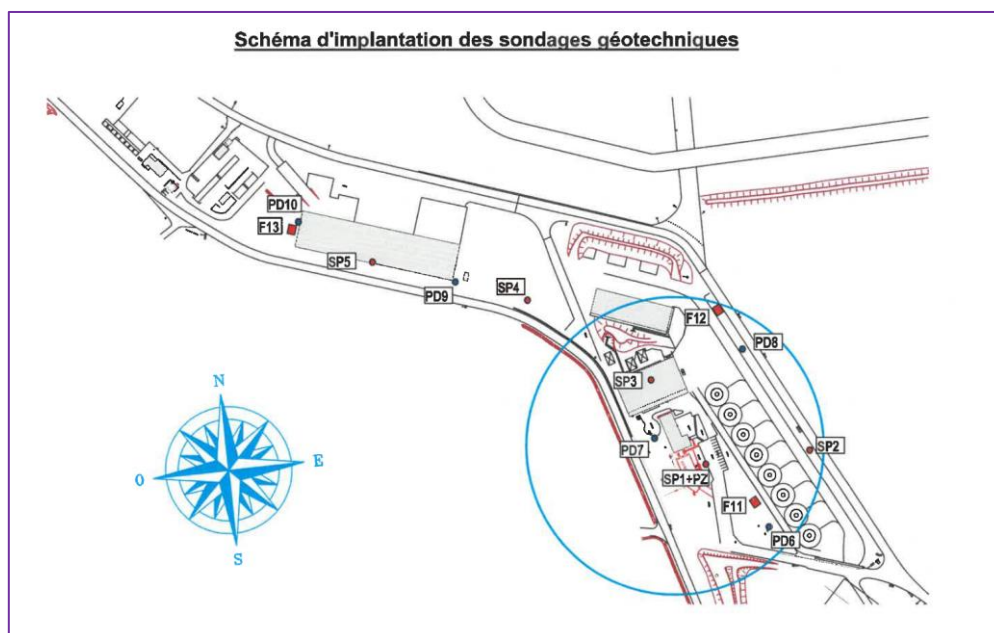 Schéma d'implantation des sondages géotechniques
PD10
F13
SP5
PD9
SP4
F12
PD8
SP3
PD7
SP2
SP1+PZ
F11
PD6
N
E
O
S